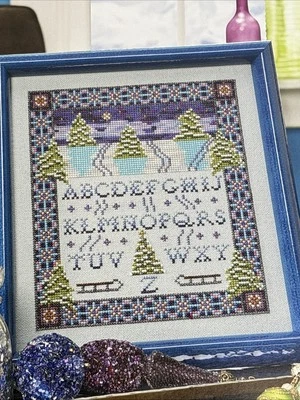 ABCDEFGHIJ
KLMNOPQRS
TUV WXY
Z